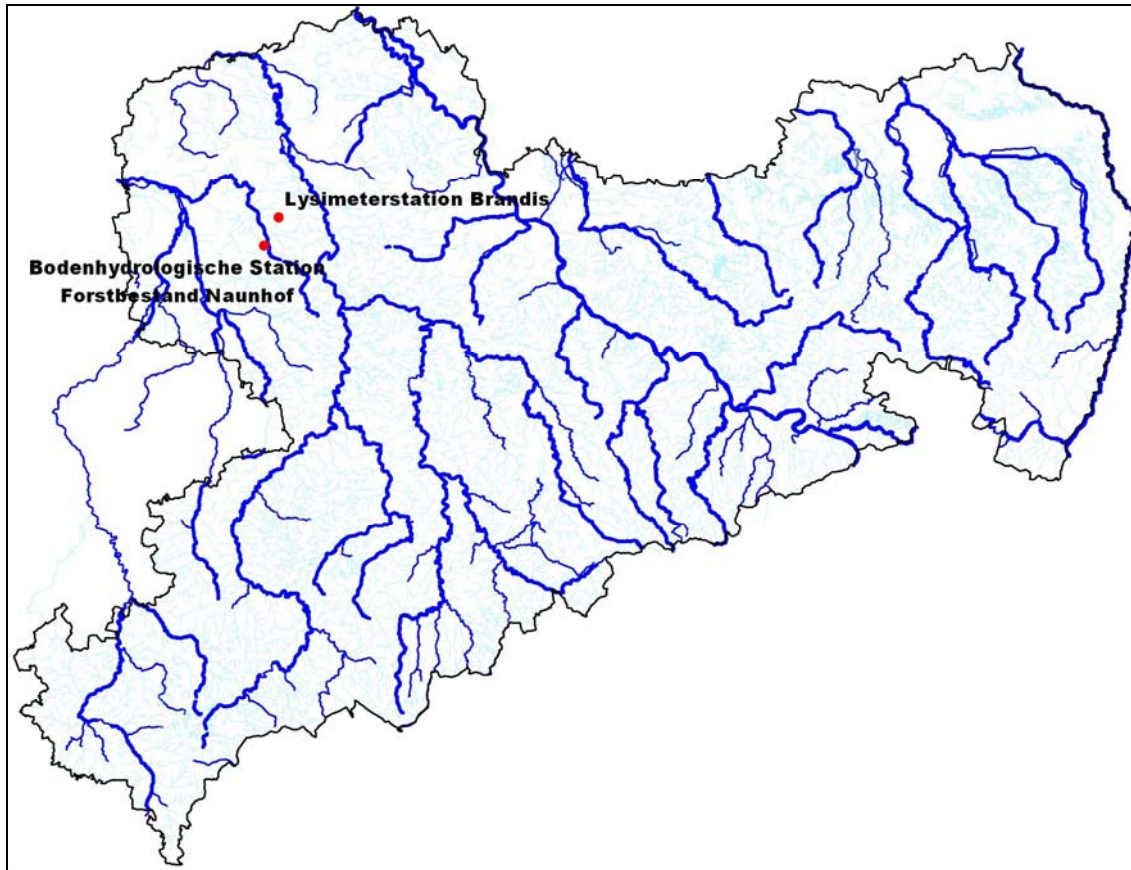 Lysimeterstation Brandis
Bodenhydrologische Station
Forstbestand Naunhof